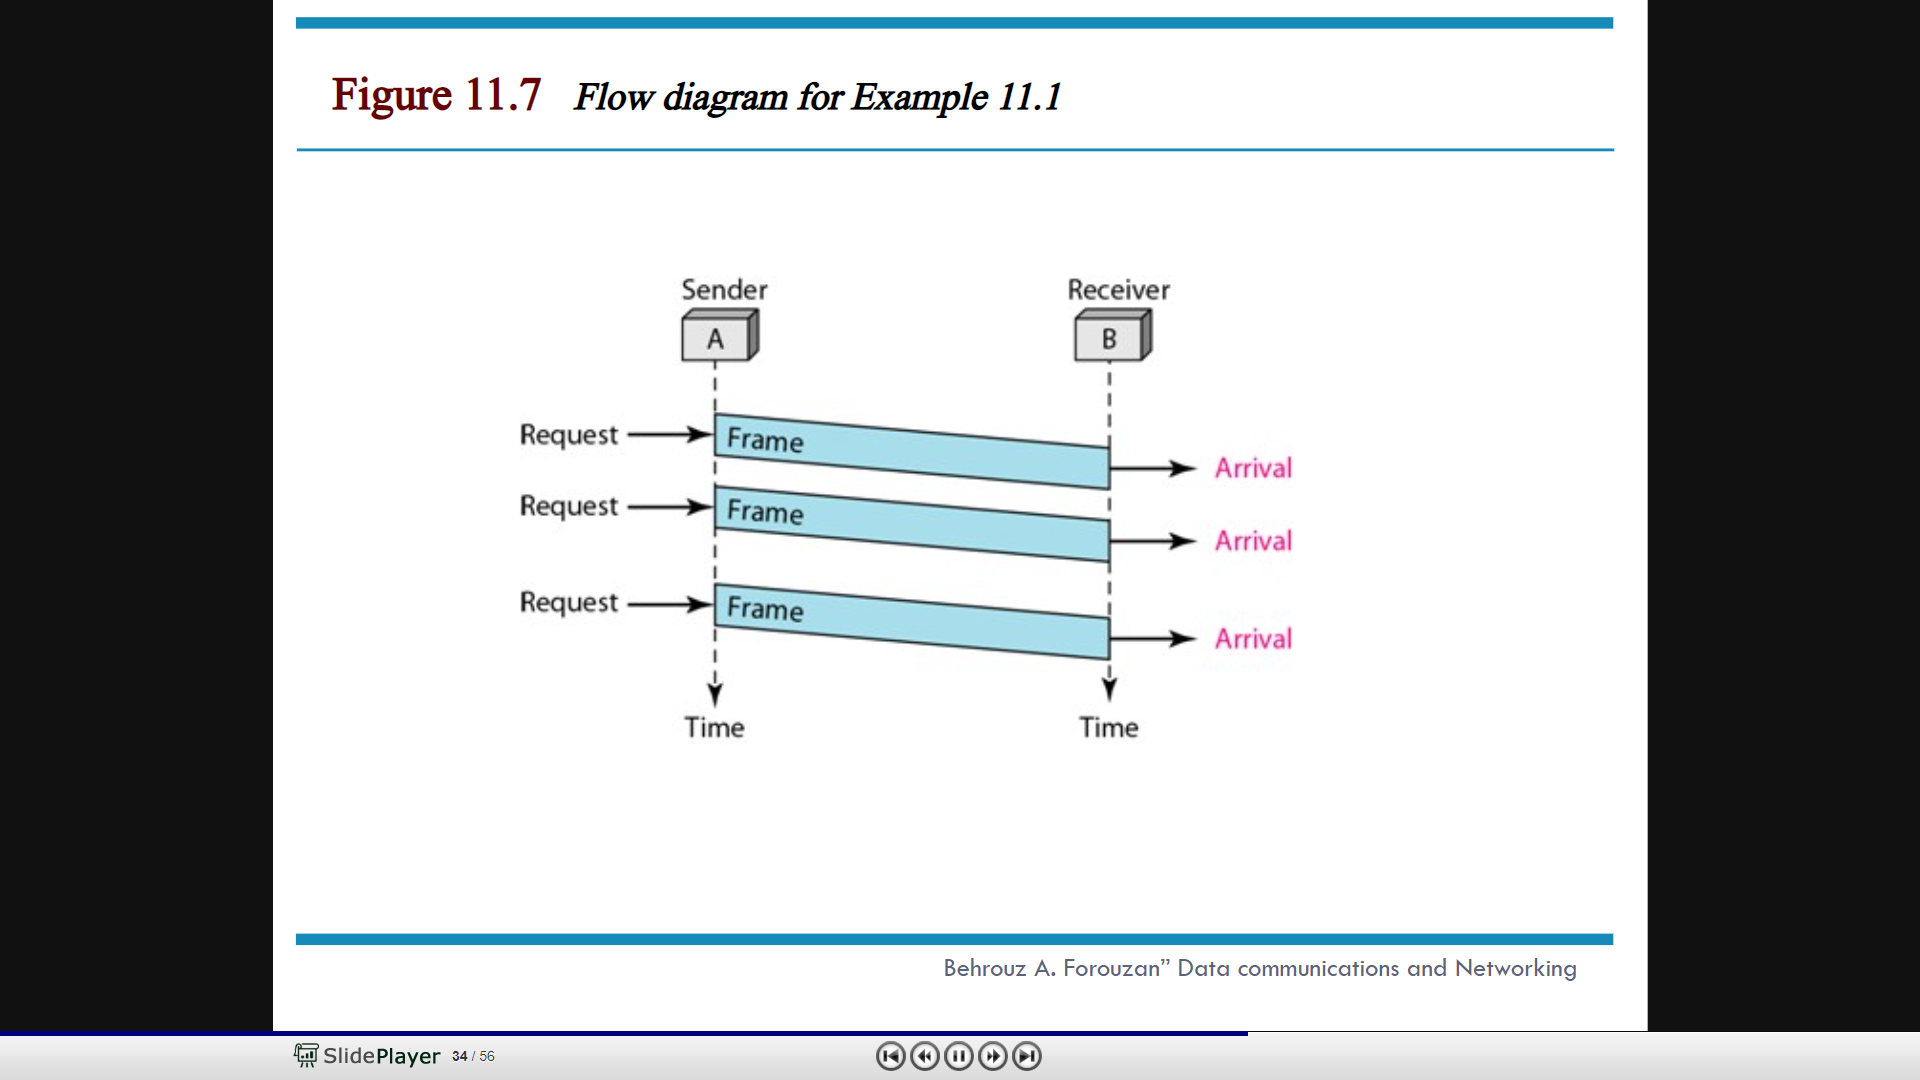 Figure 11.7 Flow diagram for Example 11.1
Sender Receiver
A B
Request Frame Arrival
Request Frame Arrival
Request Frame Arrival
Time Time
Behrouz A. Forouzan” Data communications and Networking
SlidePlayer 34 / 56